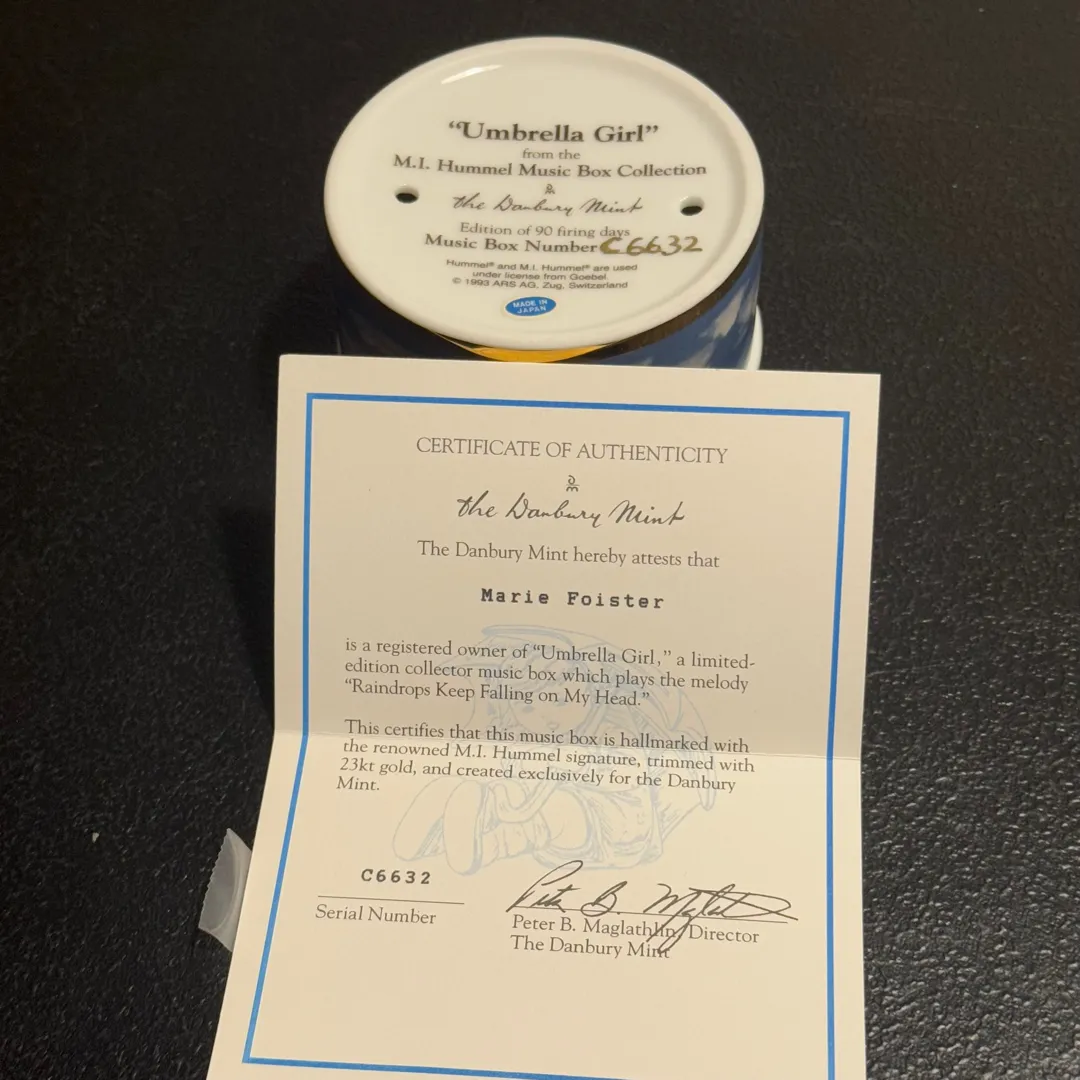 “Umbrella Girl”
from the
M.I. Hummel Music Box Collection
the Danbury Mint
Edition of 90 firing days
Music Box Number C6632
Hummel® and M.I. Hummel® are used
under license from Goebel.
© 1993 ARS AG, Zug, Switzerland
MADE IN
JAPAN
CERTIFICATE OF AUTHENTICITY
the Danbury Mint
The Danbury Mint hereby attests that
Marie Foister
is a registered owner of “Umbrella Girl,” a limited-
edition collector music box which plays the melody
“Raindrops Keep Falling on My Head.”
This certifies that this music box is hallmarked with
the renowned M.I. Hummel signature, trimmed with
23kt gold, and created exclusively for the Danbury
Mint.
C6632
Serial Number
Peter B. Maglathlin
Peter B. Maglathlin, Director
The Danbury Mint